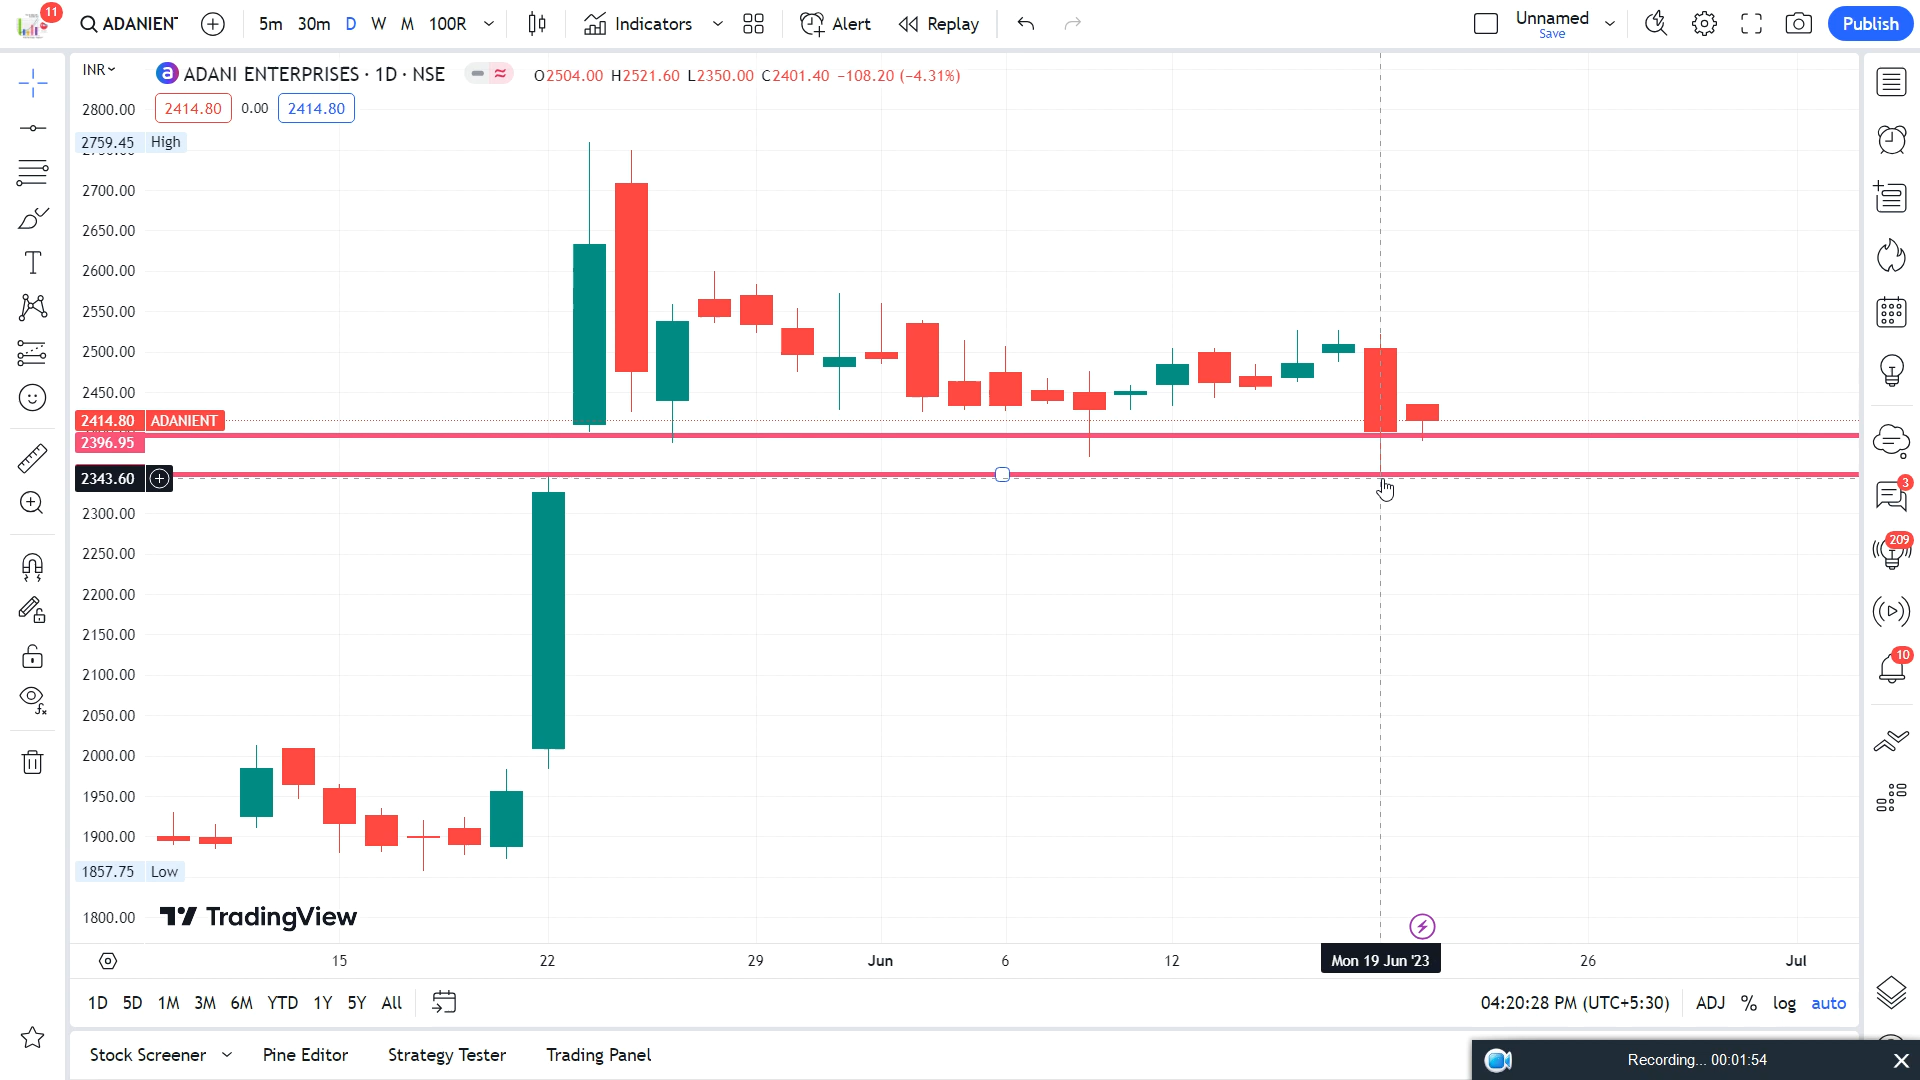 11
ADANIENT
5m 30m D W M 100R
Indicators
Alert
Replay
Unnamed
Save
Publish
INR
ADANI ENTERPRISES · 1D · NSE
O2504.00 H2521.60 L2350.00 C2401.40 −108.20 (−4.31%)
2414.80 0.00 2414.80
2800.00
2759.45 High
2700.00
2650.00
2600.00
2550.00
2500.00
2450.00
2414.80 ADANIENT
2396.95
2343.60
2300.00
2250.00
2200.00
2150.00
2100.00
2050.00
2000.00
1950.00
1900.00
1857.75 Low
1800.00
TradingView
15 22 29 Jun 6 12 Mon 19 Jun '23 26 Jul
3
209
10
1D 5D 1M 3M 6M YTD 1Y 5Y All
04:20:28 PM (UTC+5:30) ADJ % log auto
Stock Screener Pine Editor Strategy Tester Trading Panel
Recording... 00:01:54